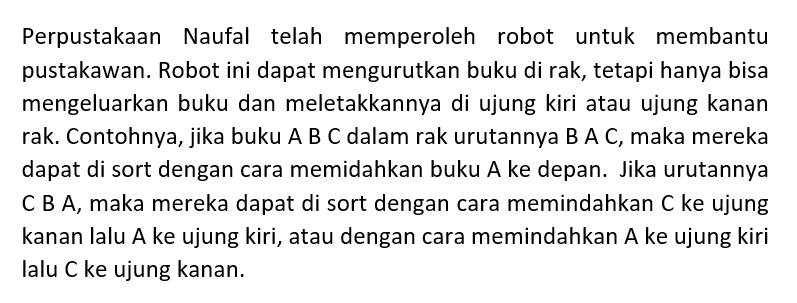 Perpustakaan Naufal telah memperoleh robot untuk membantu
pustakawan. Robot ini dapat mengurutkan buku di rak, tetapi hanya bisa
mengeluarkan buku dan meletakkannya di ujung kiri atau ujung kanan
rak. Contohnya, jika buku A B C dalam rak urutannya B A C, maka mereka
dapat di sort dengan cara memidahkan buku A ke depan. Jika urutannya
C B A, maka mereka dapat di sort dengan cara memindahkan C ke ujung
kanan lalu A ke ujung kiri, atau dengan cara memindahkan A ke ujung kiri
lalu C ke ujung kanan.